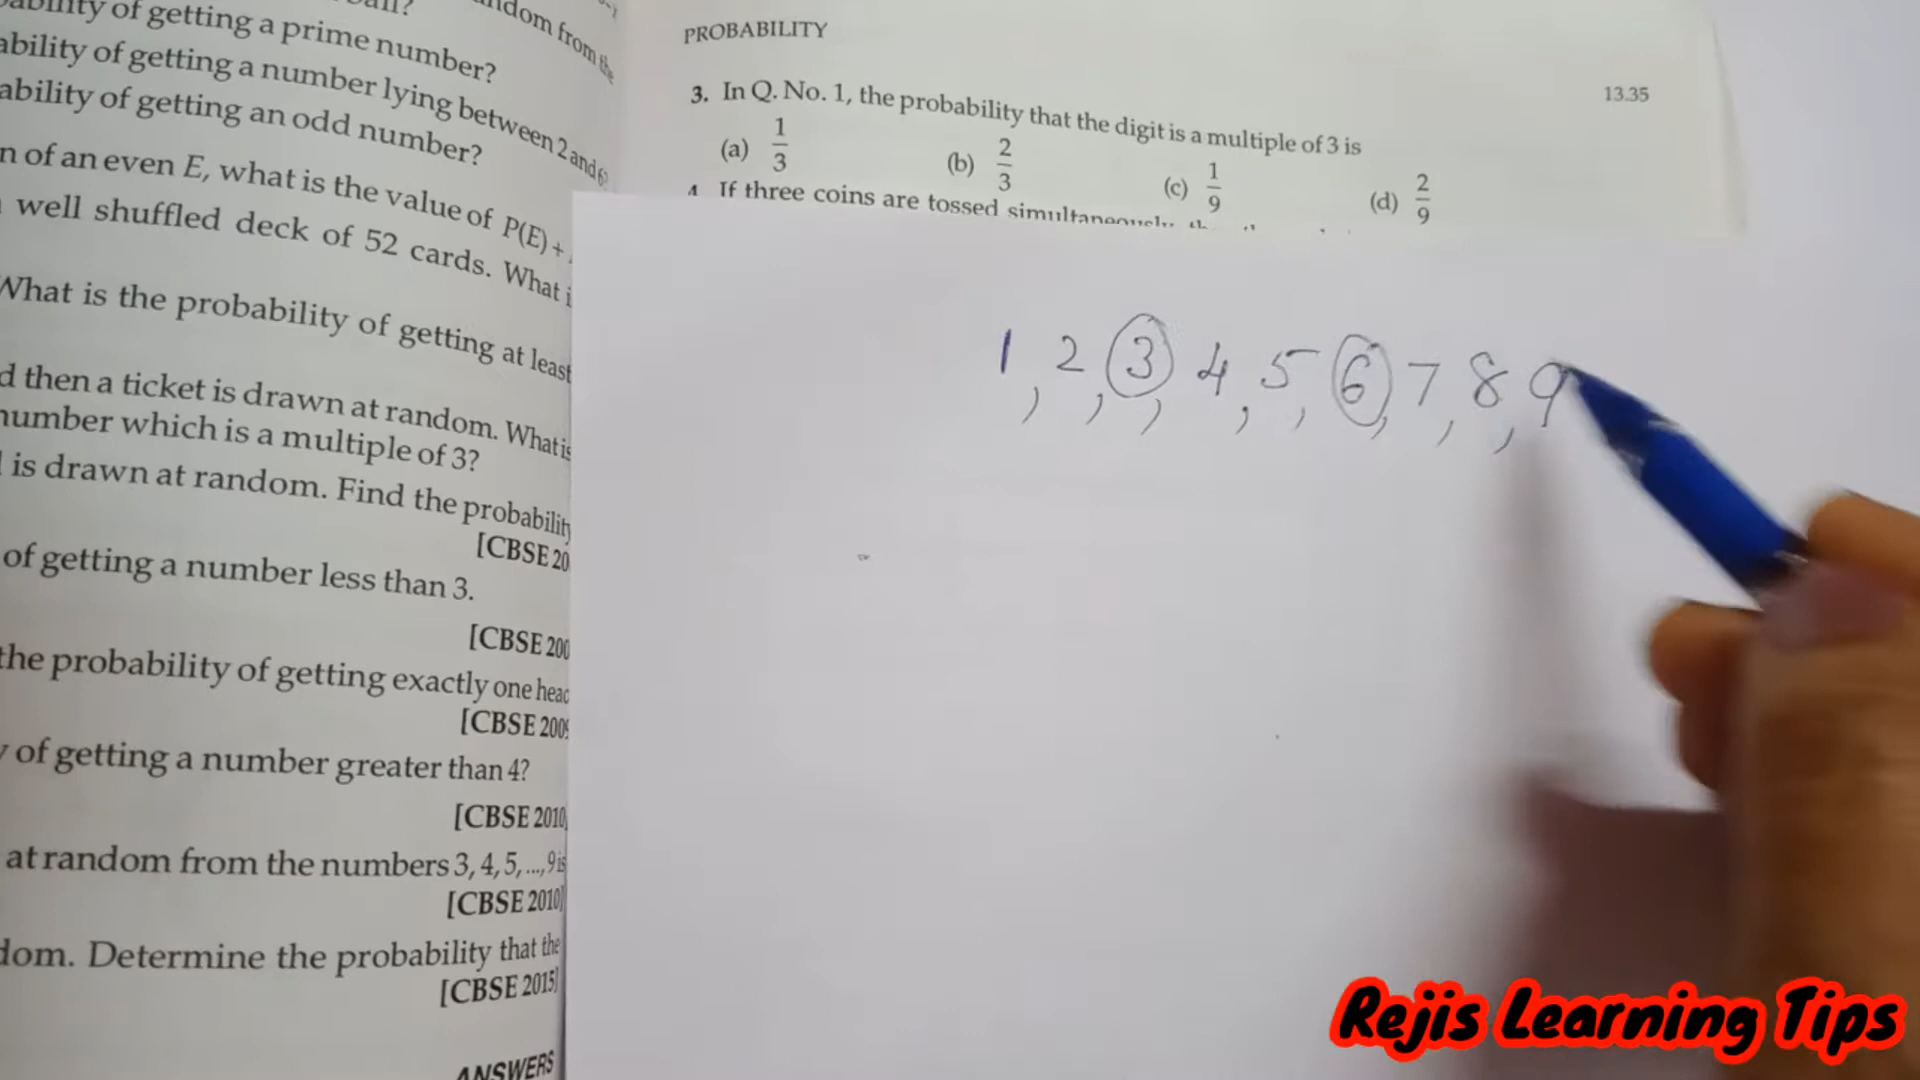 ability of getting a prime number?
ability of getting a number lying between 2 and 6?
ability of getting an odd number?
n of an even E, what is the value of P(E) +
well shuffled deck of 52 cards. What
What is the probability of getting at least
d then a ticket is drawn at random. What is
number which is a multiple of 3?
is drawn at random. Find the probability
[CBSE 20
of getting a number less than 3.
[CBSE 200
the probability of getting exactly one head
[CBSE 2009
y of getting a number greater than 4?
[CBSE 2010]
at random from the numbers 3, 4, 5, ..., 9 is
[CBSE 2010]
dom. Determine the probability that the
[CBSE 2015]
ANSWERS
random from the
PROBABILITY
13.35
3. In Q. No. 1, the probability that the digit is a multiple of 3 is
(a) 1/3 (b) 2/3 (c) 1/9 (d) 2/9
4. If three coins are tossed simultaneously,
1, 2, 3, 4, 5, 6, 7, 8, 9
Rejis Learning Tips